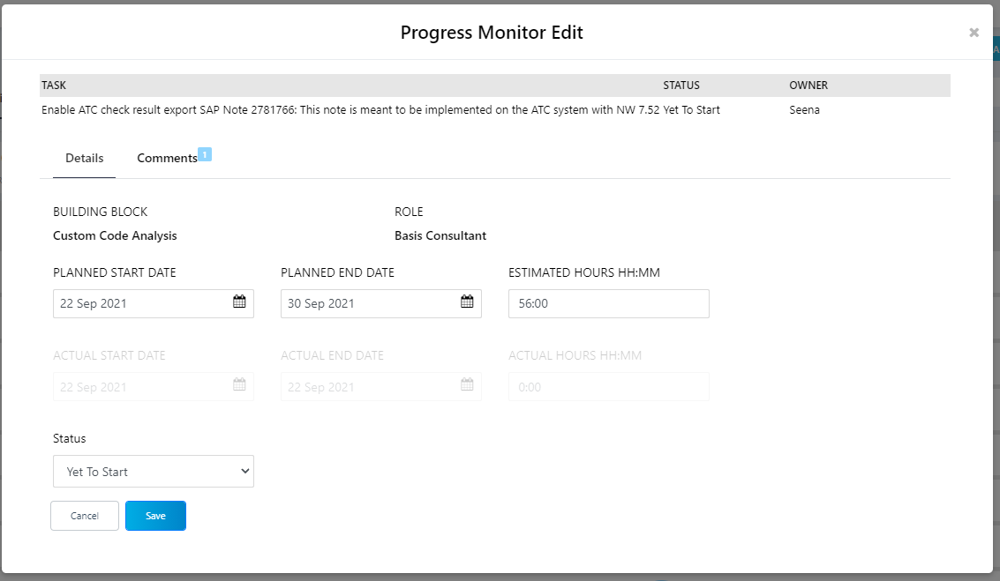 Progress Monitor Edit
TASK STATUS OWNER
Enable ATC check result export SAP Note 2781766: This note is meant to be implemented on the ATC system with NW 7.52 Yet To Start Seena
Details Comments 1
BUILDING BLOCK ROLE
Custom Code Analysis Basis Consultant
PLANNED START DATE PLANNED END DATE ESTIMATED HOURS HH:MM
22 Sep 2021 30 Sep 2021 56:00
ACTUAL START DATE ACTUAL END DATE ACTUAL HOURS HH:MM
22 Sep 2021 22 Sep 2021 0:00
Status
Yet To Start
Cancel Save